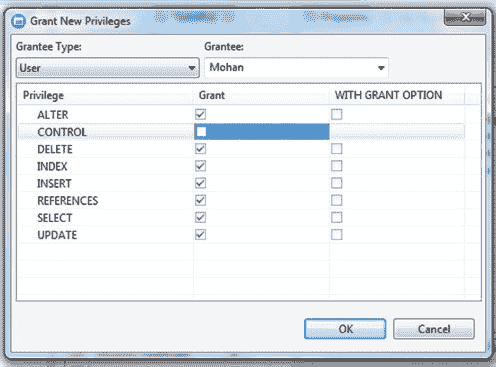 Grant New Privileges
Grantee Type: Grantee:
User Mohan
Privilege Grant WITH GRANT OPTION
ALTER
CONTROL
DELETE
INDEX
INSERT
REFERENCES
SELECT
UPDATE
OK Cancel